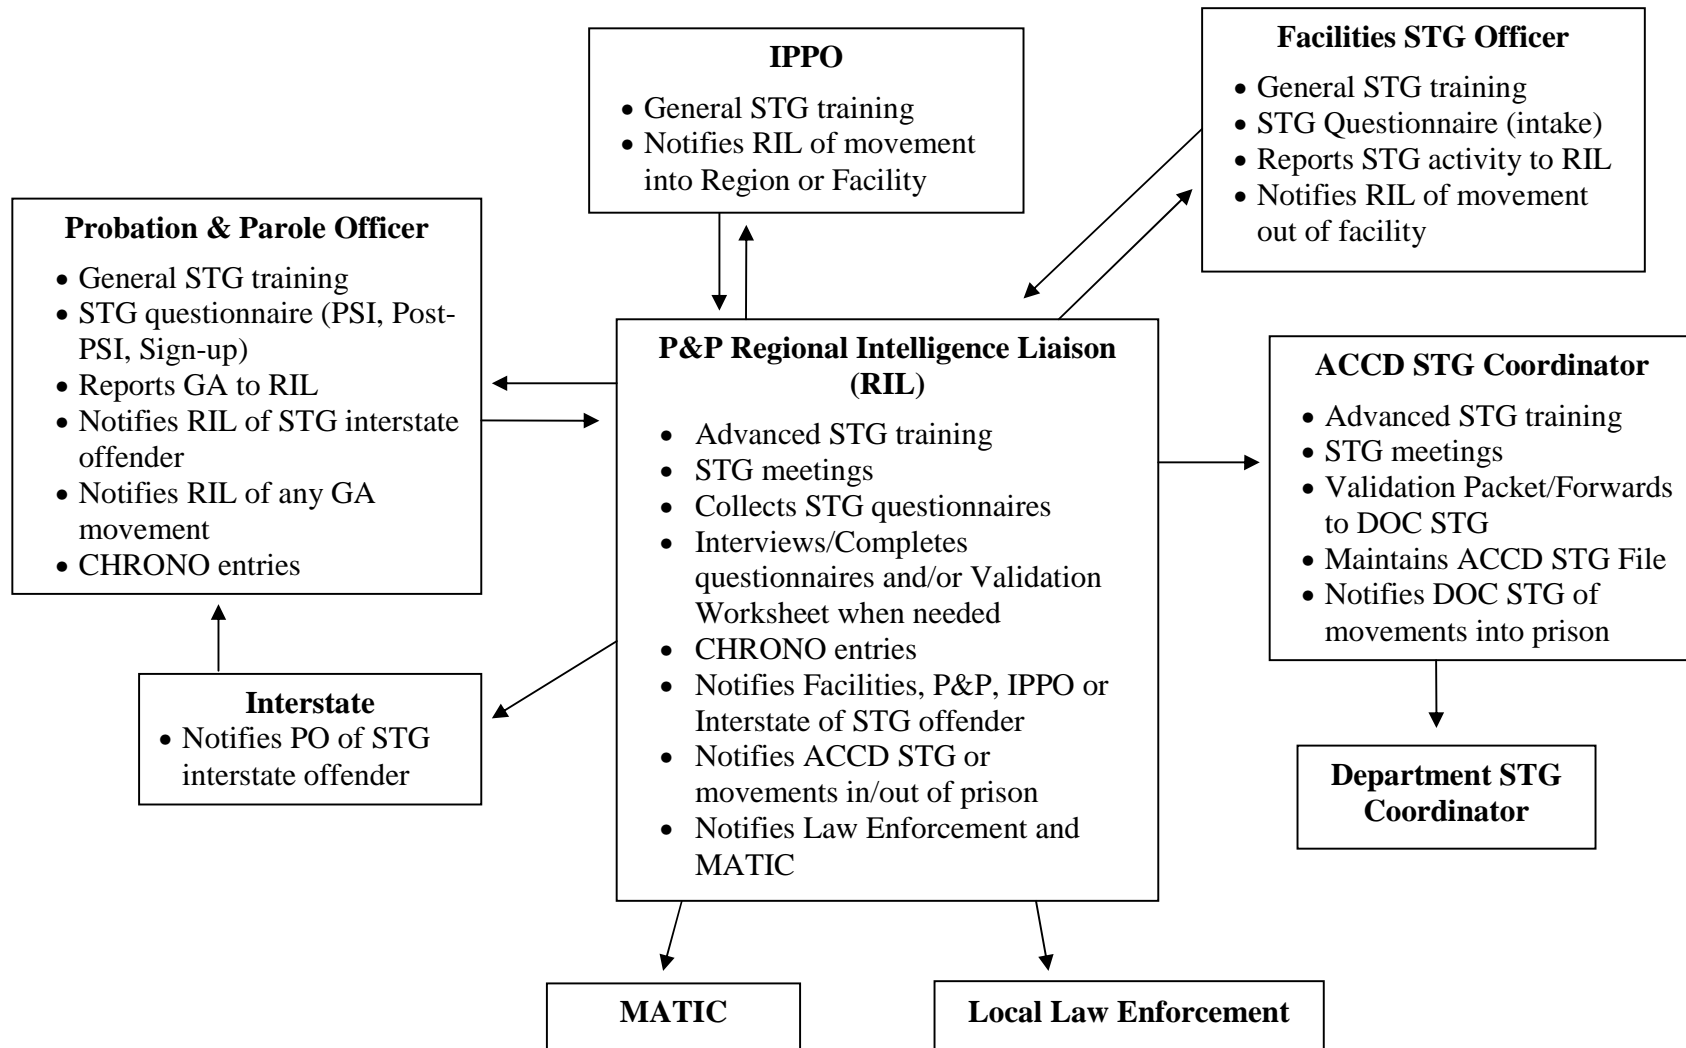 IPPO
• General STG training
• Notifies RIL of movement
into Region or Facility
Facilities STG Officer
• General STG training
• STG Questionnaire (intake)
• Reports STG activity to RIL
• Notifies RIL of movement
out of facility
Probation & Parole Officer
• General STG training
• STG questionnaire (PSI, Post-
PSI, Sign-up)
• Reports GA to RIL
• Notifies RIL of STG interstate
offender
• Notifies RIL of any GA
movement
• CHRONO entries
P&P Regional Intelligence Liaison
(RIL)
• Advanced STG training
• STG meetings
• Collects STG questionnaires
• Interviews/Completes
questionnaires and/or Validation
Worksheet when needed
• CHRONO entries
• Notifies Facilities, P&P, IPPO or
Interstate of STG offender
• Notifies ACCD STG or
movements in/out of prison
• Notifies Law Enforcement and
MATIC
ACCD STG Coordinator
• Advanced STG training
• STG meetings
• Validation Packet/Forwards
to DOC STG
• Maintains ACCD STG File
• Notifies DOC STG of
movements into prison
Interstate
• Notifies PO of STG
interstate offender
Department STG
Coordinator
MATIC
Local Law Enforcement